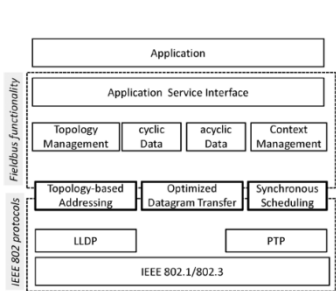 Application
Fieldbus functionality
Application Service Interface
Topology
Management
cyclic
Data
acyclic
Data
Context
Management
Topology-based
Addressing
Optimized
Datagram Transfer
Synchronous
Scheduling
IEEE 802 protocols
LLDP
PTP
IEEE 802.1/802.3